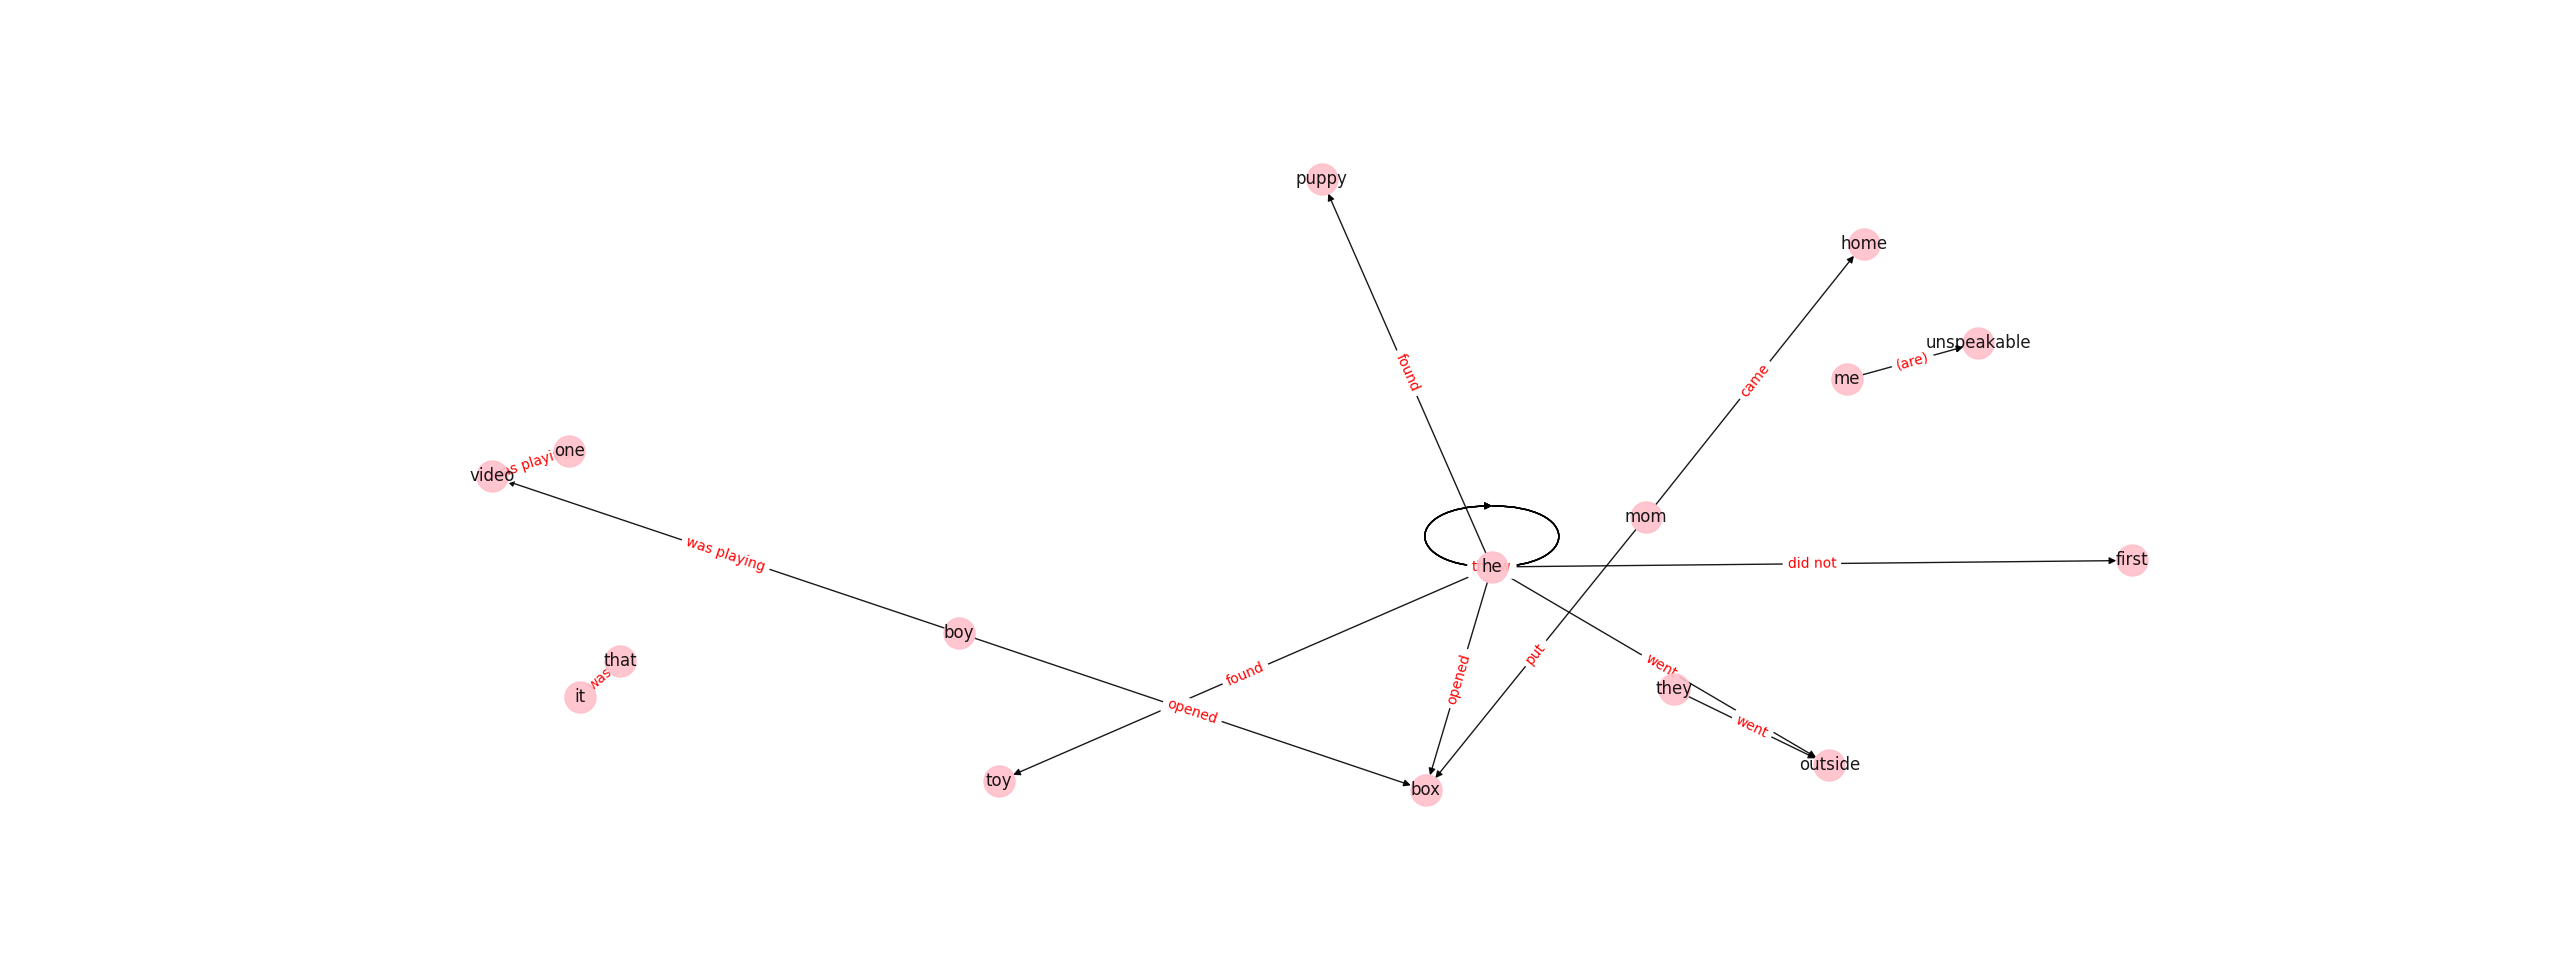 puppy
home
unspeakable
(are)
me
found
came
one
video
mom
was playing
first
did not
he
boy
that
was
it
found
opened
opened
put
went
they
went
outside
toy
box